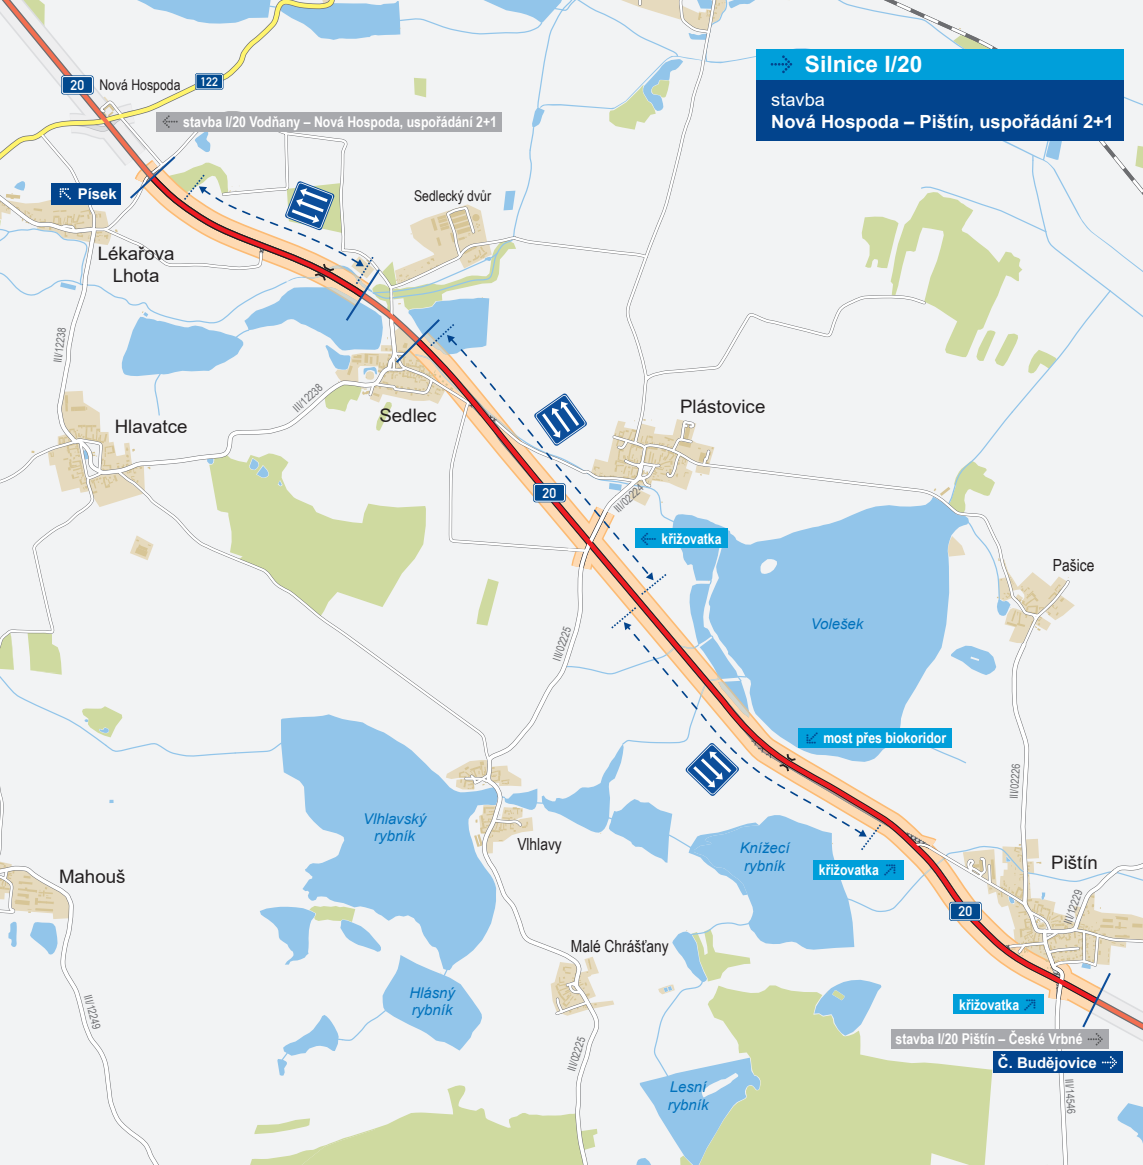 Silnice I/20
stavba
Nová Hospoda – Pištín, uspořádání 2+1
20
Nová Hospoda
122
stavba I/20 Vodňany – Nová Hospoda, uspořádání 2+1
Písek
Sedlecký dvůr
Lékařova
Lhota
III/12238
III/12238
Sedlec
Hlavatce
Plástovice
20
III/02224
křižovatka
Pašice
Volešek
III/02225
most přes biokoridor
III/02226
Vlhlavský
rybník
Vlhlavy
Knížecí
rybník
křižovatka
Pištín
Mahouš
III/12229
20
Malé Chrášťany
Hlásný
rybník
křižovatka
III/12249
III/02225
stavba I/20 Pištín – České Vrbné
Č. Budějovice
Lesní
rybník
III/14546